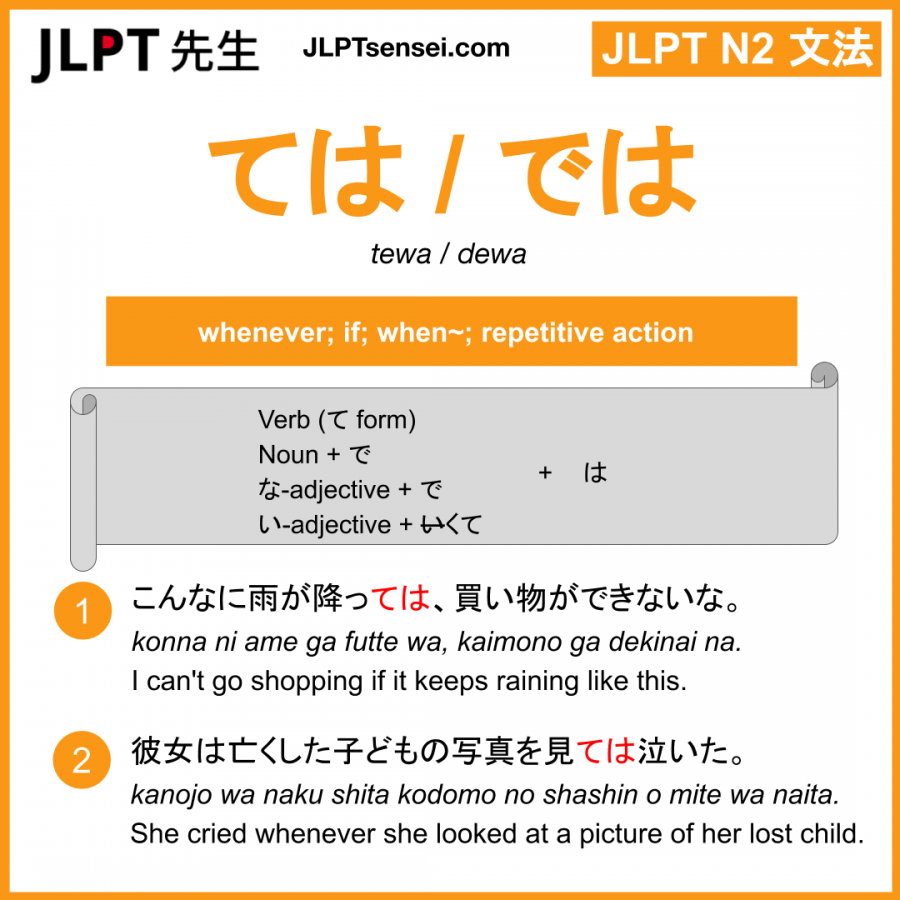 JLPT 先生
JLPTsensei.com
JLPT N2 文法
ては / では
tewa / dewa
whenever; if; when~; repetitive action
Verb (て form)
Noun + で
な-adjective + で
い-adjective + いくて
+ は
1
こんなに雨が降っては、買い物ができないな。
konna ni ame ga futte wa, kaimono ga dekinai na.
I can't go shopping if it keeps raining like this.
2
彼女は亡くした子どもの写真を見ては泣いた。
kanojo wa naku shita kodomo no shashin o mite wa naita.
She cried whenever she looked at a picture of her lost child.